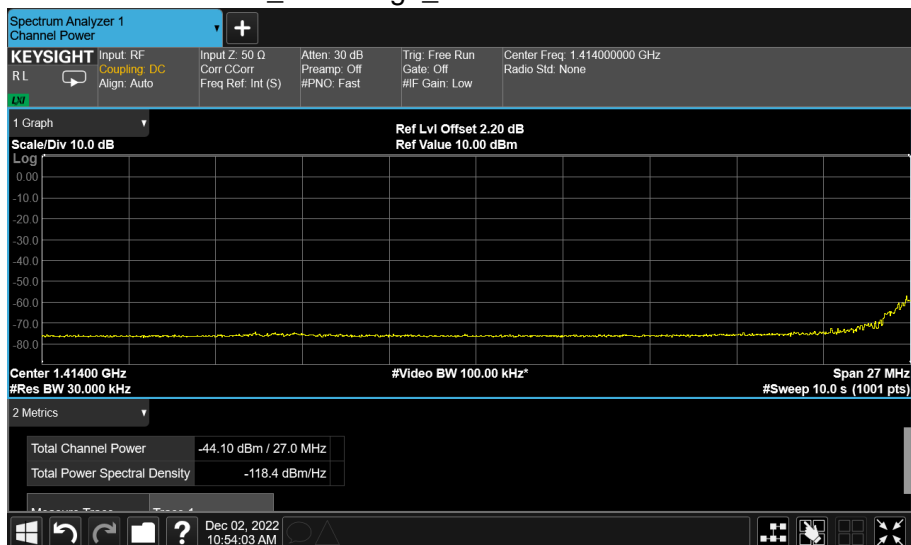 Spectrum Analyzer 1
Channel Power
KEYSIGHT
RL
LXI
Input: RF
Coupling: DC
Align: Auto
Input Z: 50 Ω
Corr CCorr
Freq Ref: Int (S)
Atten: 30 dB
Preamp: Off
#PNO: Fast
Trig: Free Run
Gate: Off
#IF Gain: Low
Center Freq: 1.414000000 GHz
Radio Std: None
1 Graph
Scale/Div 10.0 dB
Ref Lvl Offset 2.20 dB
Ref Value 10.00 dBm
Log
0.00
-10.0
-20.0
-30.0
-40.0
-50.0
-60.0
-70.0
-80.0
Center 1.41400 GHz
#Res BW 30.000 kHz
#Video BW 100.00 kHz*
Span 27 MHz
#Sweep 10.0 s (1001 pts)
2 Metrics
Total Channel Power -44.10 dBm / 27.0 MHz
Total Power Spectral Density -118.4 dBm/Hz
Measure Trace Trace 1
?
Dec 02, 2022
10:54:03 AM